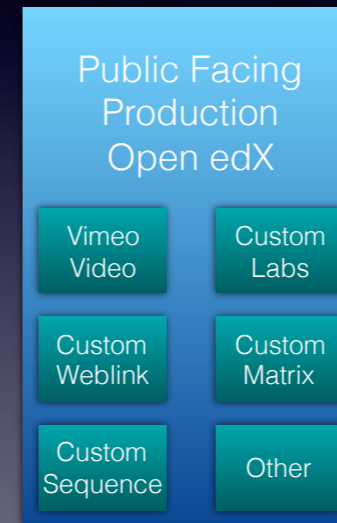 Public Facing
Production
Open edX
Vimeo
Video
Custom
Labs
Custom
Weblink
Custom
Matrix
Custom
Sequence
Other